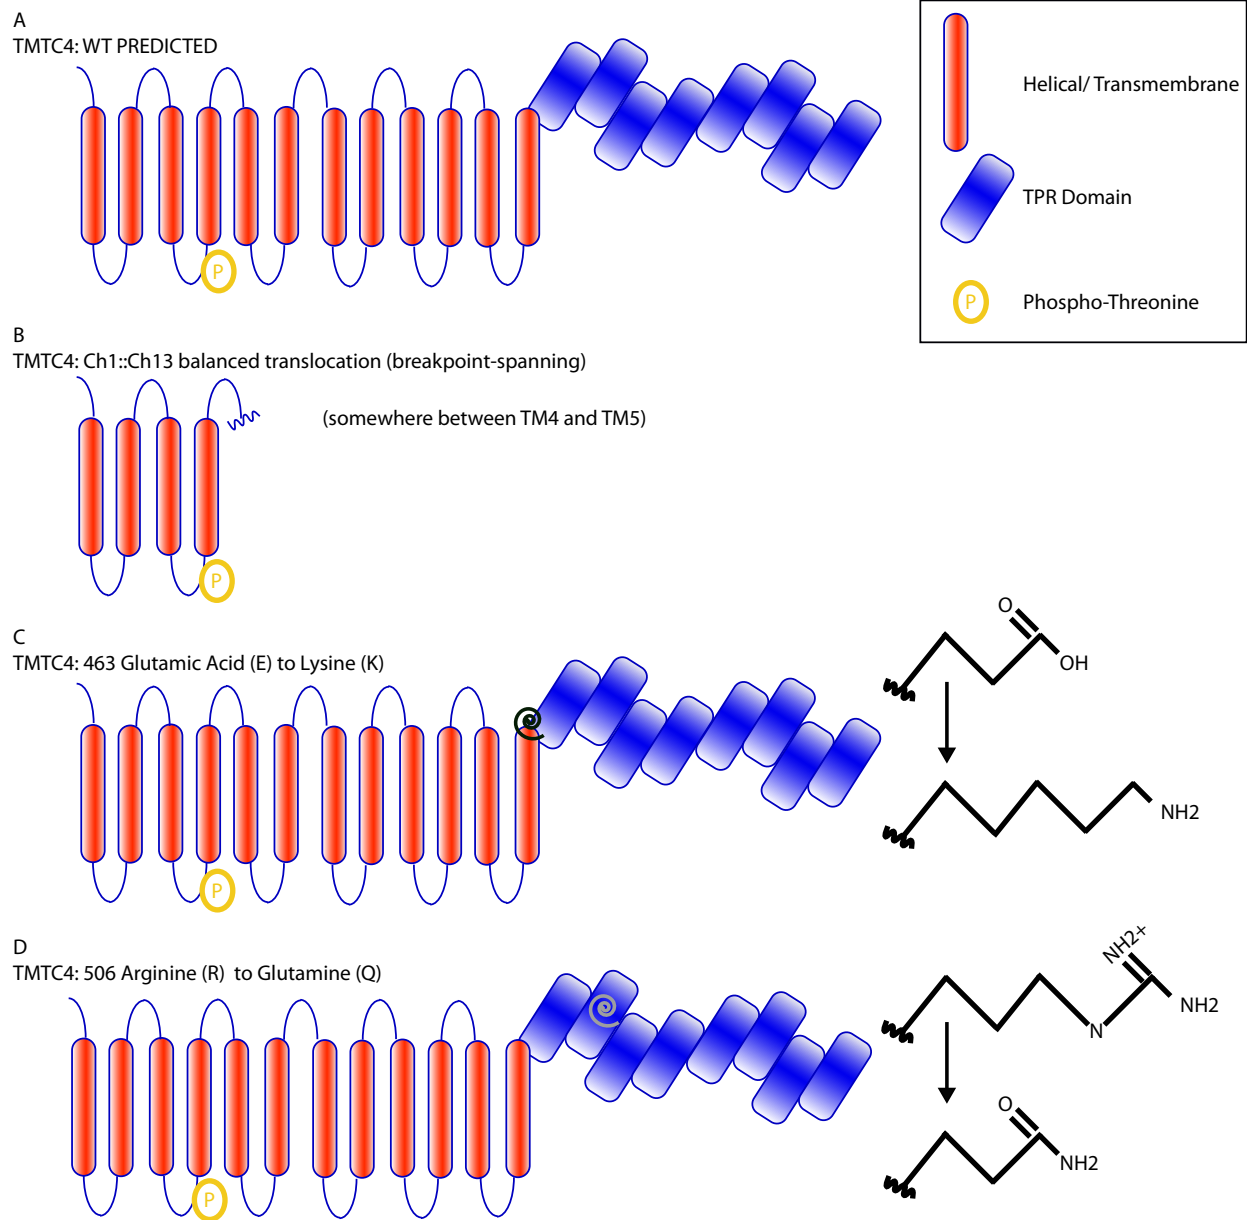 A
TMTC4: WT PREDICTED
P
Helical/ Transmembrane
TPR Domain
P
Phospho-Threonine
B
TMTC4: Ch1::Ch13 balanced translocation (breakpoint-spanning)
(somewhere between TM4 and TM5)
P
C
TMTC4: 463 Glutamic Acid (E) to Lysine (K)
P
O
OH
NH2
D
TMTC4: 506 Arginine (R)  to Glutamine (Q)
P
NH2+
NH2
N
O
NH2